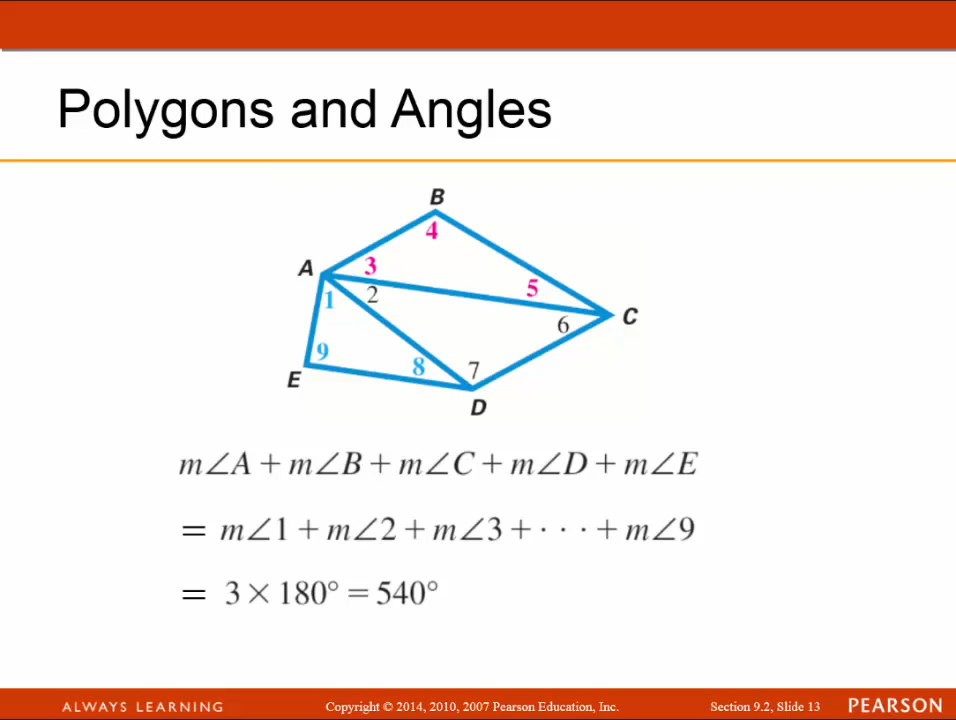 Polygons and Angles
B
4
A
3
5
1
2
C
6
9
8
7
E
D
m∠A + m∠B + m∠C + m∠D + m∠E
= m∠1 + m∠2 + m∠3 + · · · + m∠9
= 3 × 180° = 540°
ALWAYS LEARNING
Copyright © 2014, 2010, 2007 Pearson Education, Inc.
Section 9.2, Slide 13
PEARSON